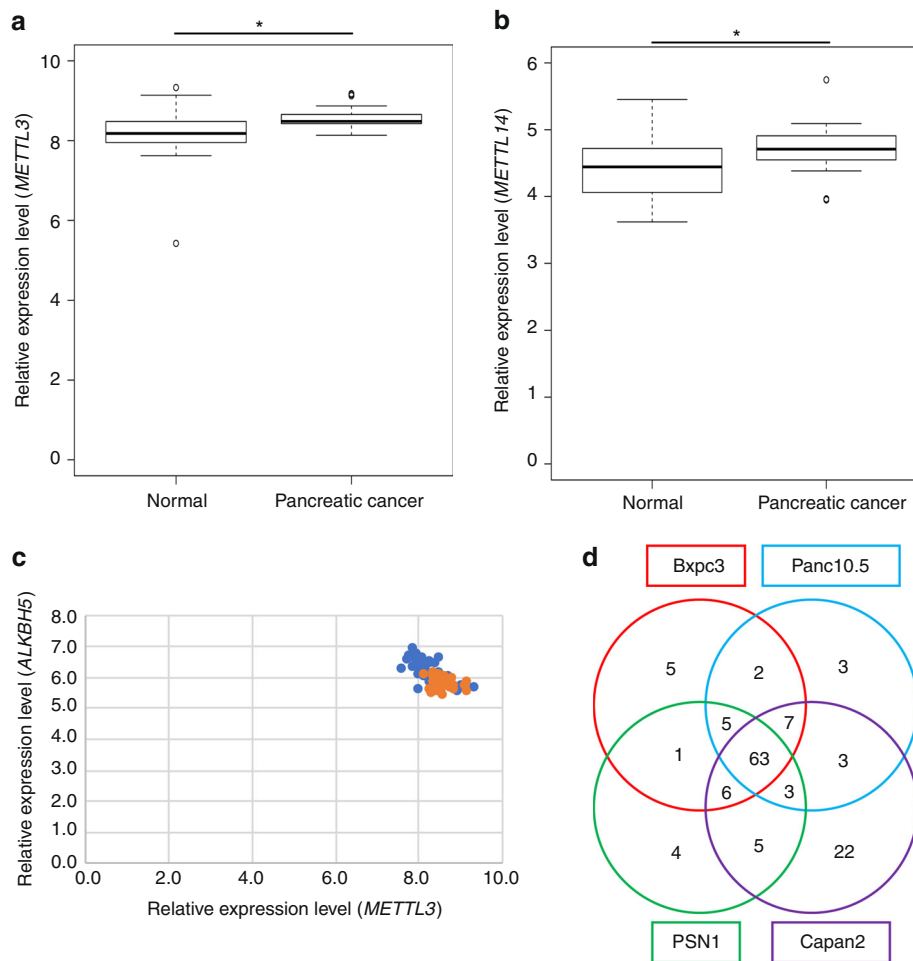 a
*
Relative expression level (METTL3)
10
8
6
4
2
0
Normal
Pancreatic cancer
b
*
Relative expression level (METTL14)
6
5
4
3
2
1
0
Normal
Pancreatic cancer
c
Relative expression level (ALKBH5)
8.0
7.0
6.0
5.0
4.0
3.0
2.0
1.0
0.0
0.0 2.0 4.0 6.0 8.0 10.0
Relative expression level (METTL3)
d
Bxpc3
Panc10.5
5
2
3
5
7
1
63
3
6
3
4
5
22
PSN1
Capan2